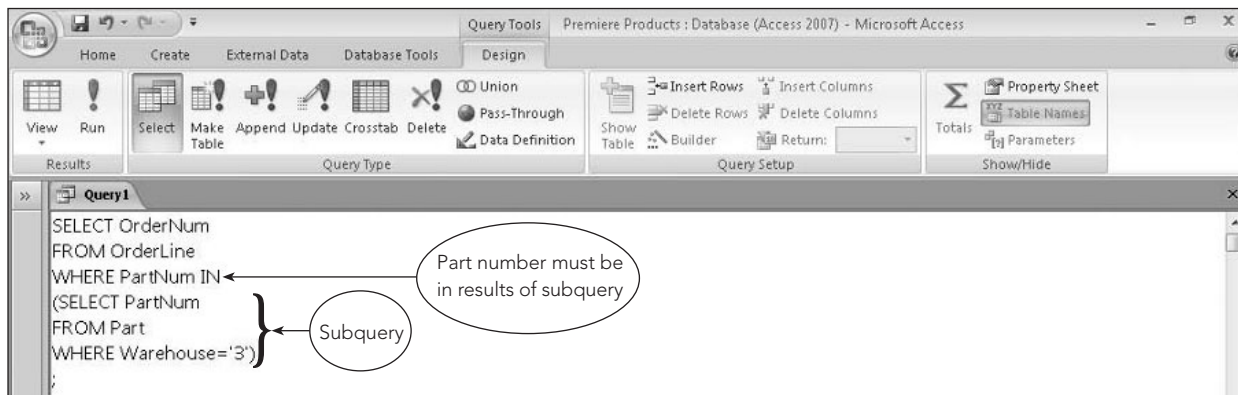 Query Tools
Premiere Products : Database (Access 2007) - Microsoft Access
Home Create External Data Database Tools Design
View
Run
Results
Select
Make Table
Append
Update
Crosstab
Delete
Union
Pass-Through
Data Definition
Query Type
Show Table
Insert Rows
Delete Rows
Builder
Insert Columns
Delete Columns
Return:
Query Setup
Totals
Property Sheet
XYZ
Table Names
[?] Parameters
Show/Hide
Query1
SELECT OrderNum
FROM OrderLine
WHERE PartNum IN
(SELECT PartNum
FROM Part
WHERE Warehouse='3')
;
Part number must be
in results of subquery
Subquery